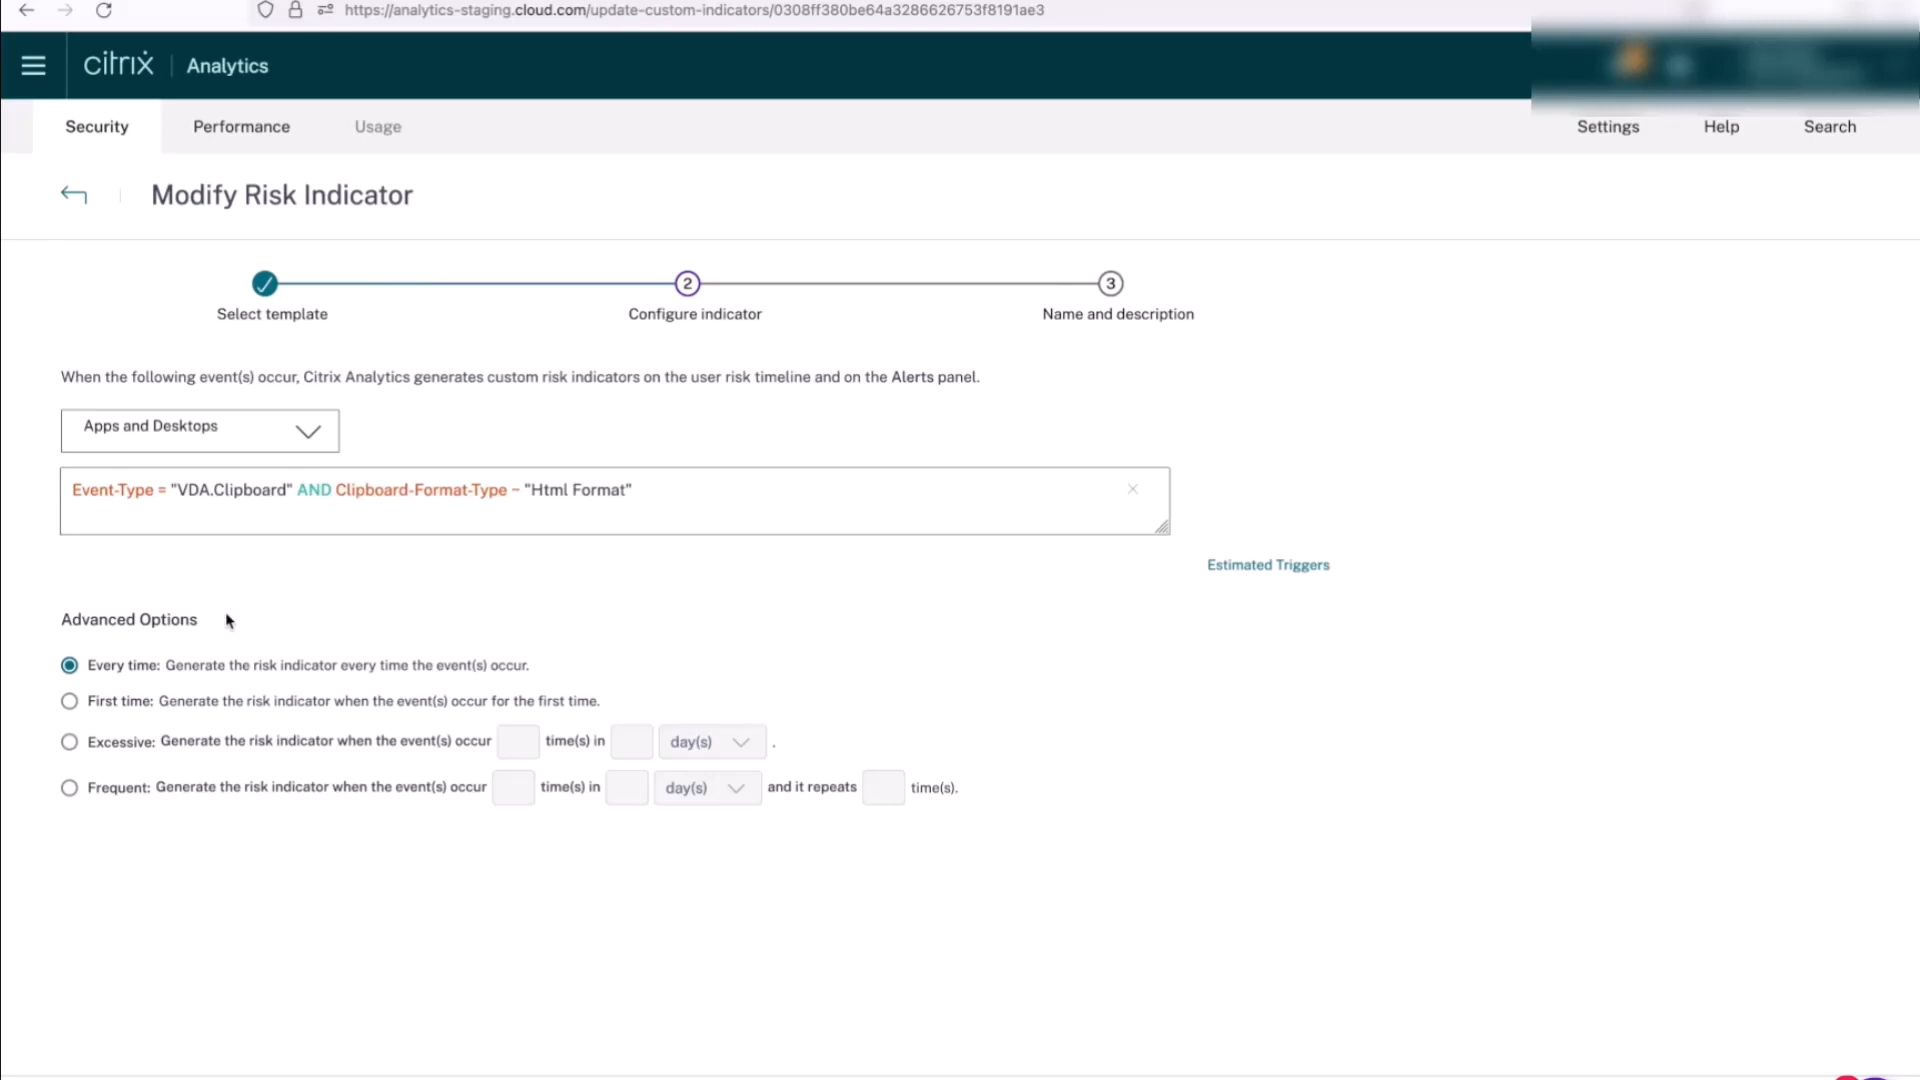 https://analytics-staging.cloud.com/update-custom-indicators/0308ff380be64a3286626753f8191ae3
citrix | Analytics
Security Performance Usage Settings Help Search
Modify Risk Indicator
2 3
Select template Configure indicator Name and description
When the following event(s) occur, Citrix Analytics generates custom risk indicators on the user risk timeline and on the Alerts panel.
Apps and Desktops
Event-Type = "VDA.Clipboard" AND Clipboard-Format-Type ~ "Html Format"
Estimated Triggers
Advanced Options
Every time: Generate the risk indicator every time the event(s) occur.
First time: Generate the risk indicator when the event(s) occur for the first time.
Excessive: Generate the risk indicator when the event(s) occur time(s) in day(s) .
Frequent: Generate the risk indicator when the event(s) occur time(s) in day(s) and it repeats time(s).